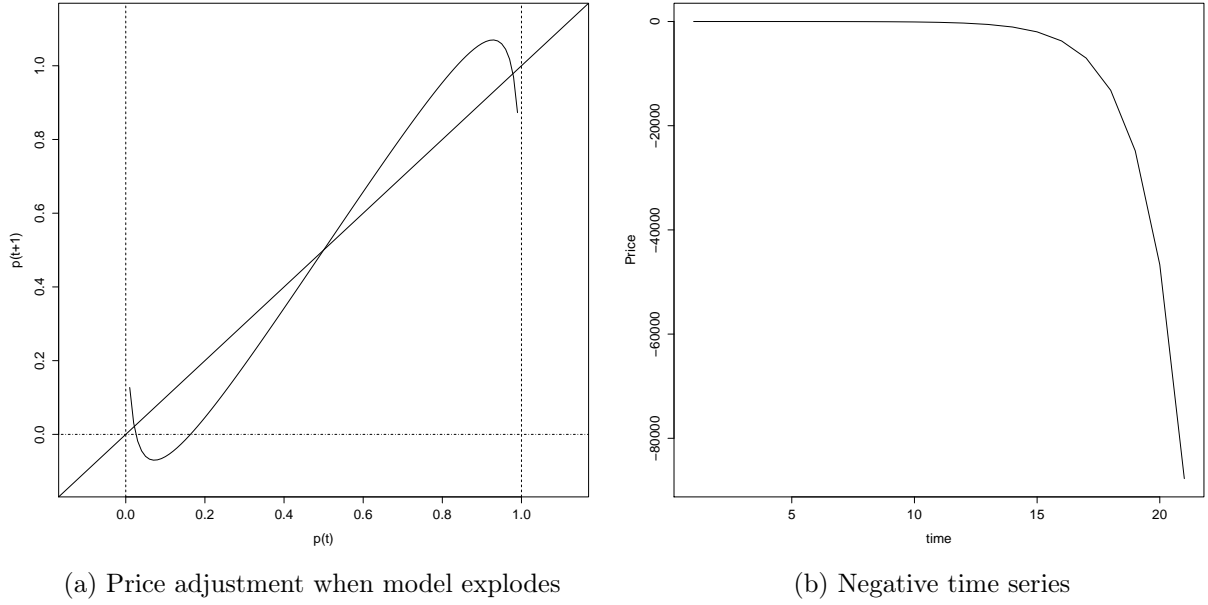 1.0
0.8
0.6
0.4
0.2
0.0
p(t+1)
0.0 0.2 0.4 0.6 0.8 1.0
p(t)
(a) Price adjustment when model explodes
0
−20000
−40000
−60000
−80000
Price
5 10 15 20
time
(b) Negative time series